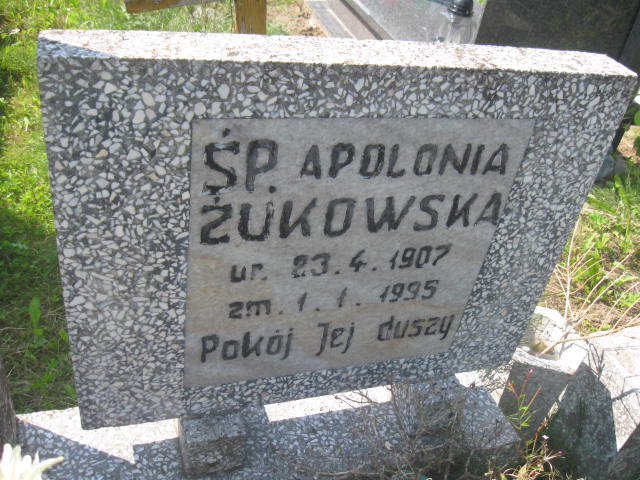 ŚP. APOLONIA
ŻUKOWSKA
ur. 23.4.1907
zm. 1.1.1995
Pokój Jej duszy